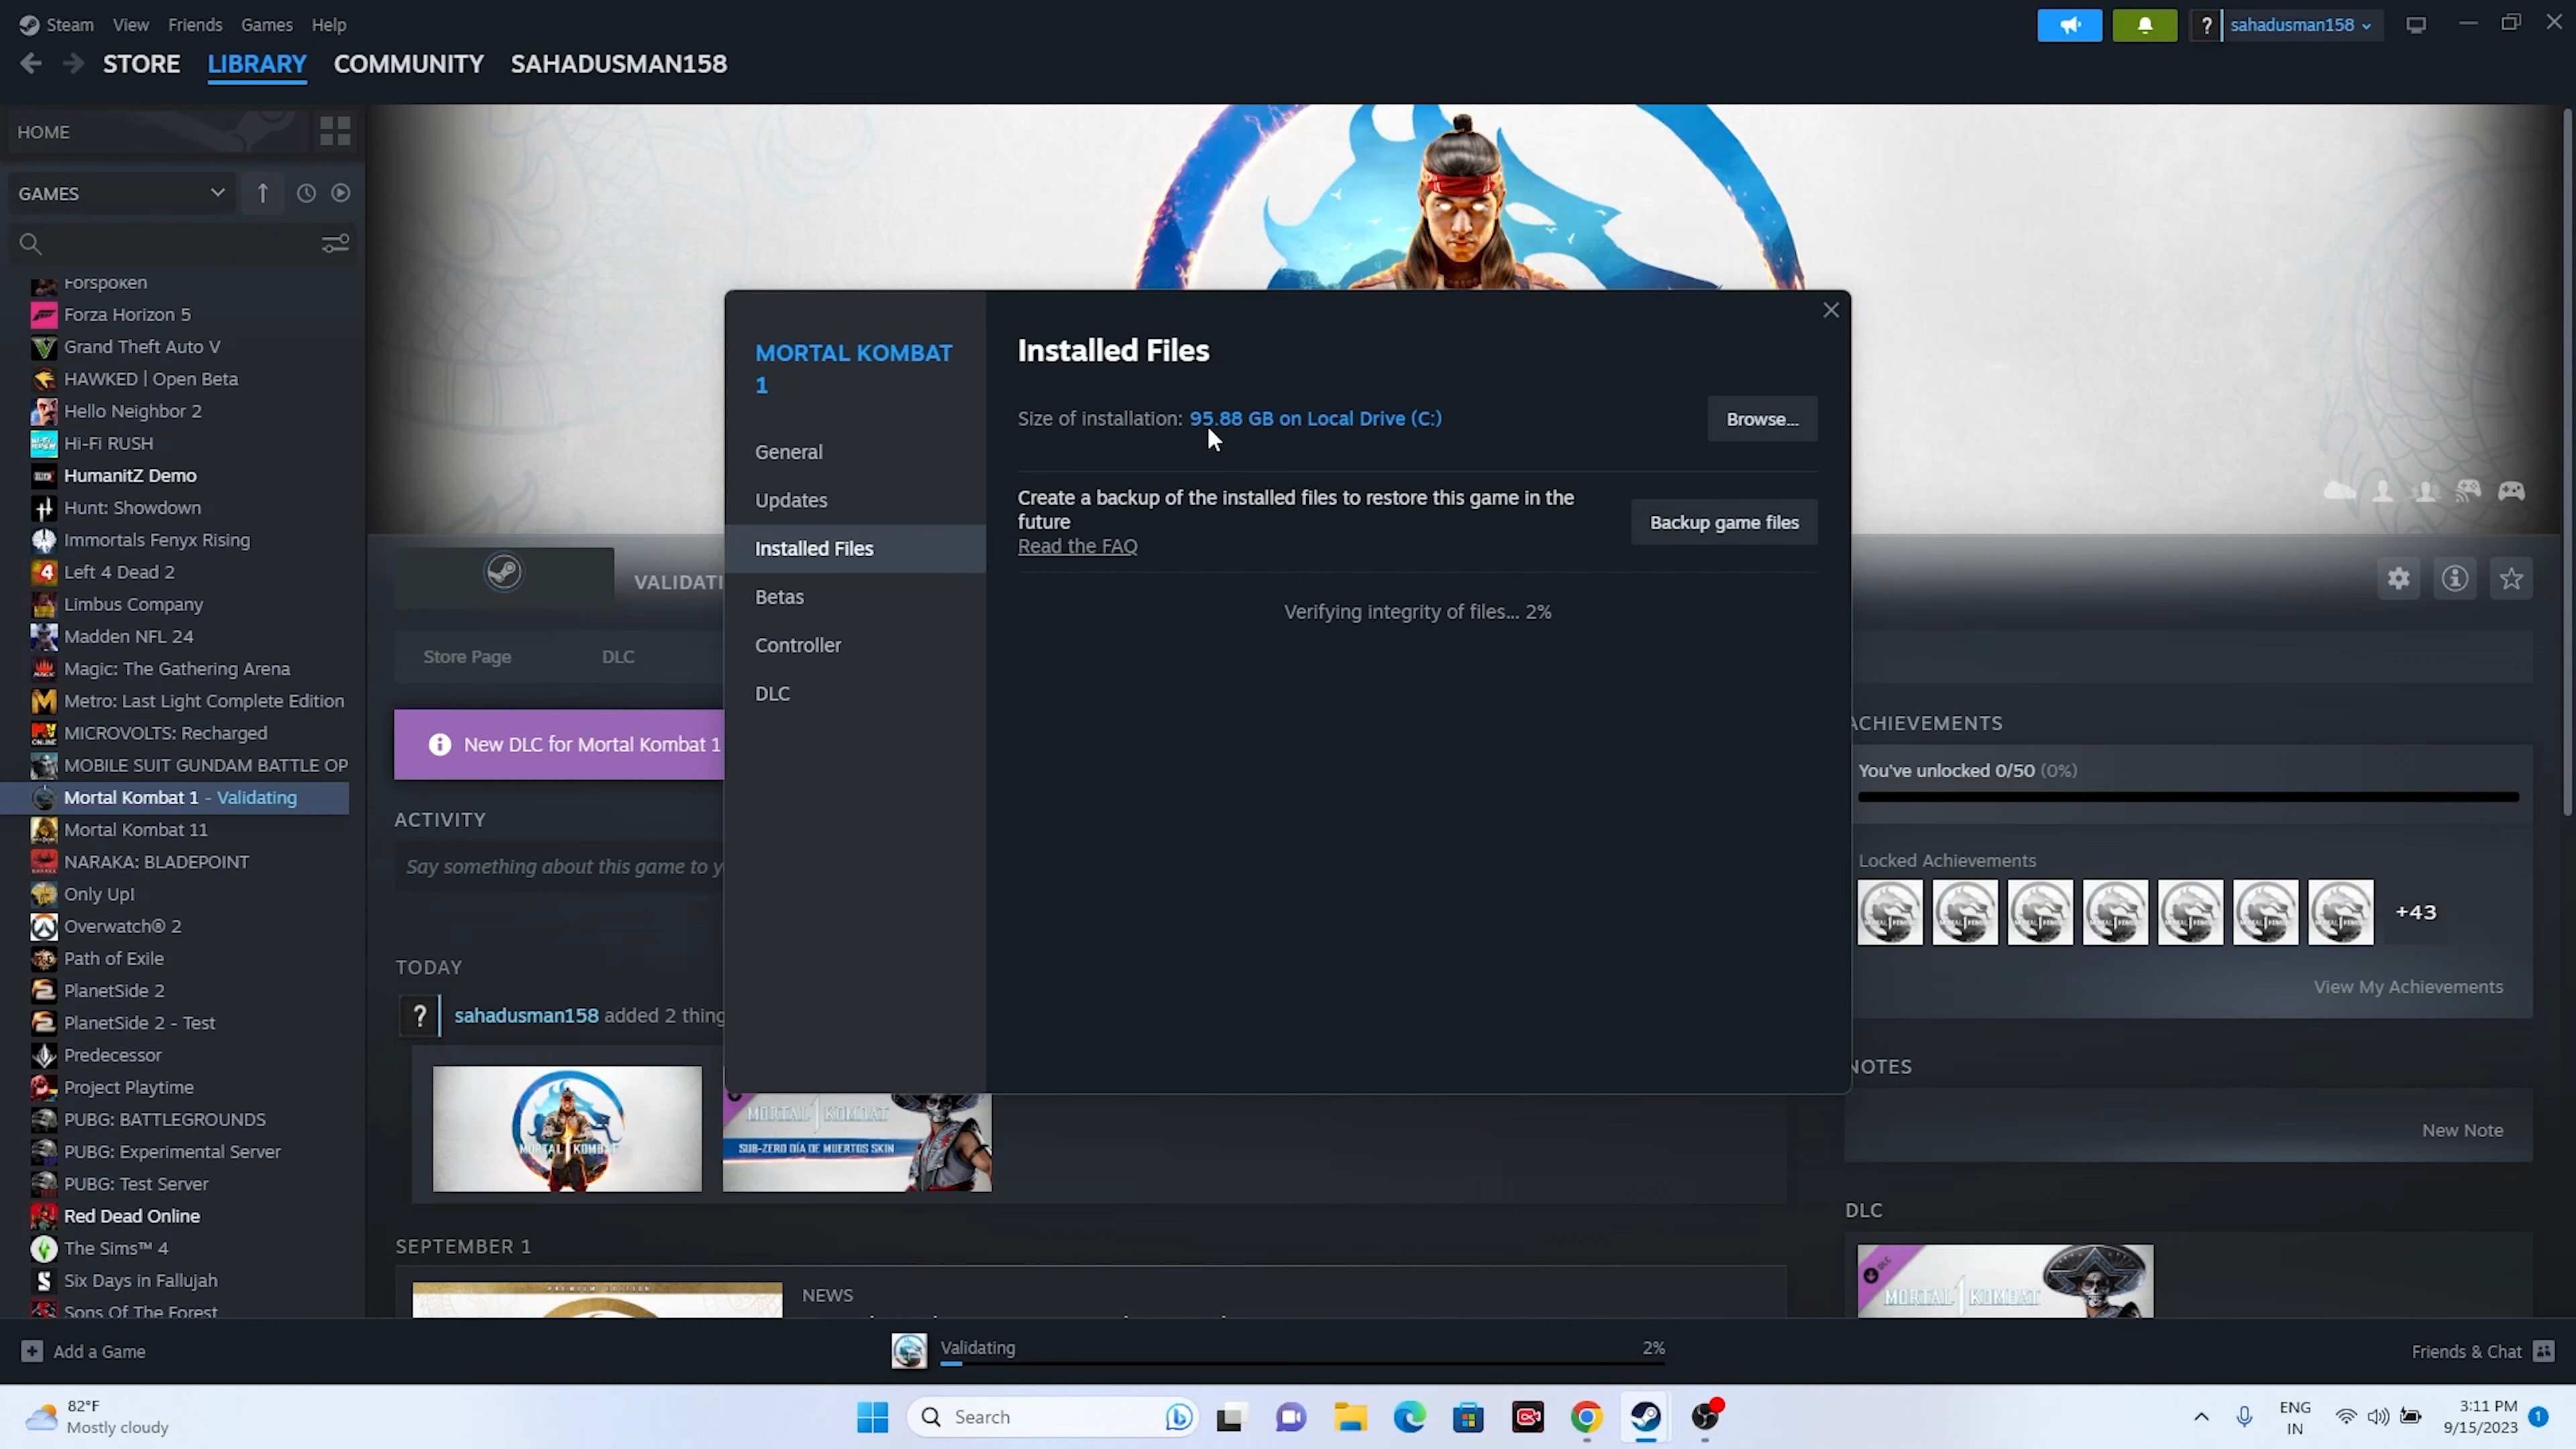 Steam View Friends Games Help
? sahadusman158
STORE LIBRARY COMMUNITY SAHADUSMAN158
HOME
GAMES
Forspoken
Forza Horizon 5
Grand Theft Auto V
HAWKED | Open Beta
Hello Neighbor 2
Hi-Fi RUSH
HumanitZ Demo
Hunt: Showdown
Immortals Fenyx Rising
Left 4 Dead 2
Limbus Company
Madden NFL 24
Magic: The Gathering Arena
Metro: Last Light Complete Edition
MICROVOLTS: Recharged
MOBILE SUIT GUNDAM BATTLE OP
Mortal Kombat 1 - Validating
Mortal Kombat 11
NARAKA: BLADEPOINT
Only Up!
Overwatch® 2
Path of Exile
PlanetSide 2
PlanetSide 2 - Test
Predecessor
Project Playtime
PUBG: BATTLEGROUNDS
PUBG: Experimental Server
PUBG: Test Server
Red Dead Online
The Sims™ 4
Six Days in Fallujah
Sons Of The Forest
MORTAL KOMBAT
1
General
Updates
Installed Files
Betas
Controller
DLC
Installed Files
Size of installation: 95.88 GB on Local Drive (C:)
Browse...
Create a backup of the installed files to restore this game in the
future
Read the FAQ
Backup game files
Verifying integrity of files... 2%
VALIDATI
Store Page DLC
New DLC for Mortal Kombat 1
ACTIVITY
Say something about this game to y
TODAY
? sahadusman158 added 2 thing
MORTAL KOMBAT
MORTAL KOMBAT
SUB-ZERO DÍA DE MUERTOS SKIN
SEPTEMBER 1
PREMIUM EDITION
NEWS
ACHIEVEMENTS
You've unlocked 0/50 (0%)
Locked Achievements
+43
View My Achievements
NOTES
New Note
DLC
DLC
MORTAL KOMBAT
Add a Game
Validating 2%
Friends & Chat
82°F
Mostly cloudy
Search
ENG
IN
3:11 PM
9/15/2023
1